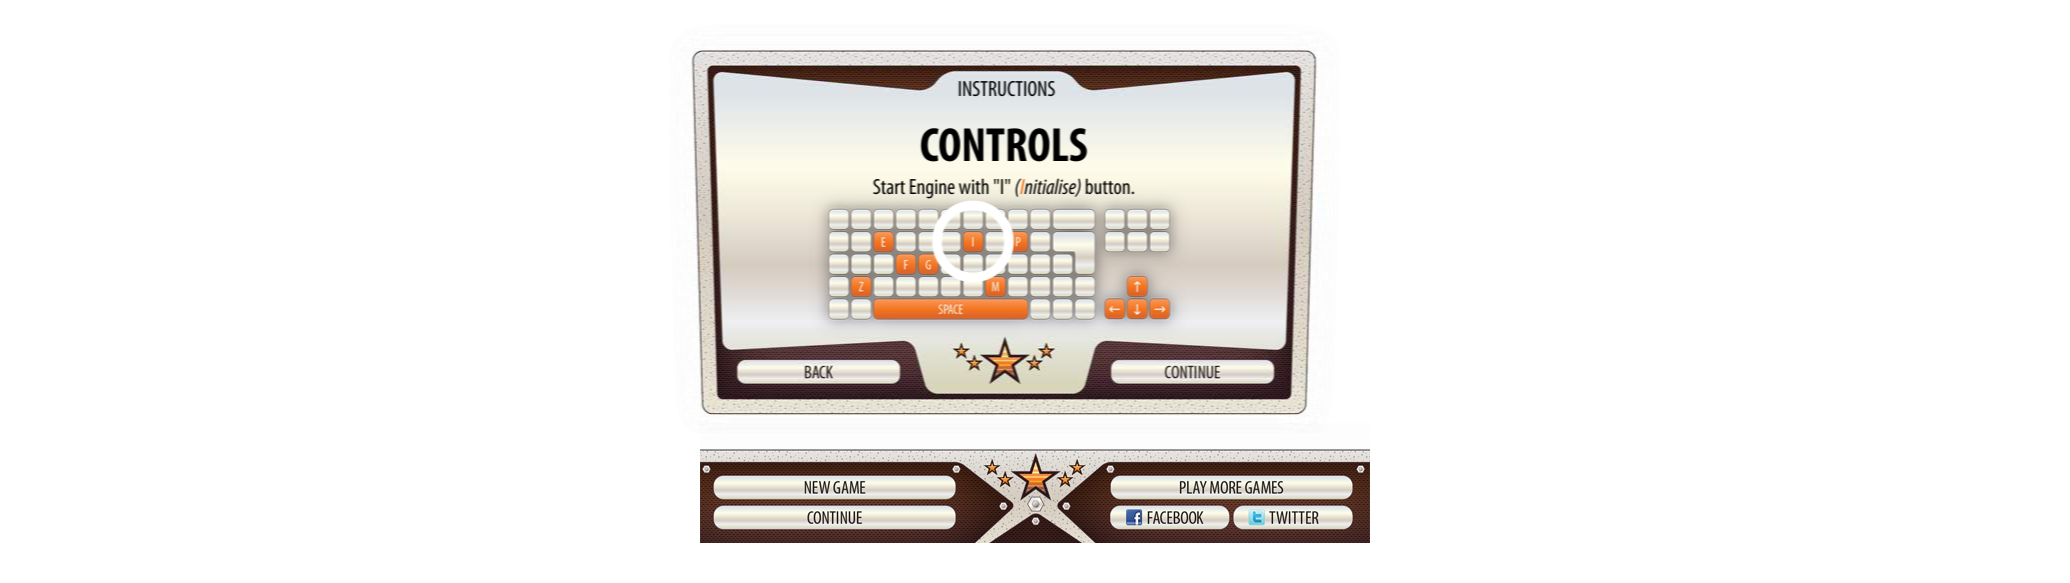 INSTRUCTIONS
CONTROLS
Start Engine with "I" (Initialise) button.
E I P
F G
Z M ↑
SPACE ← ↓ →
BACK CONTINUE
NEW GAME PLAY MORE GAMES
CONTINUE FACEBOOK TWITTER